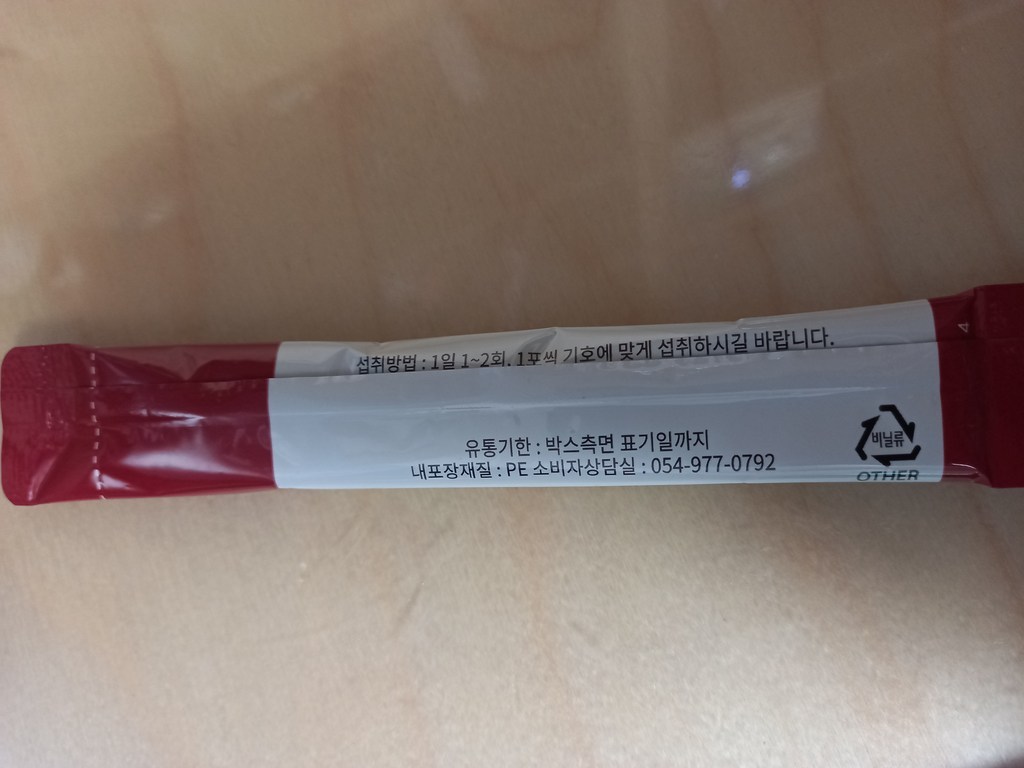 섭취방법 : 1일 1~2회, 1포씩 기호에 맞게 섭취하시길 바랍니다.
유통기한 : 박스측면 표기일까지
내포장재질 : PE 소비자상담실 : 054-977-0792
비닐류
OTHER